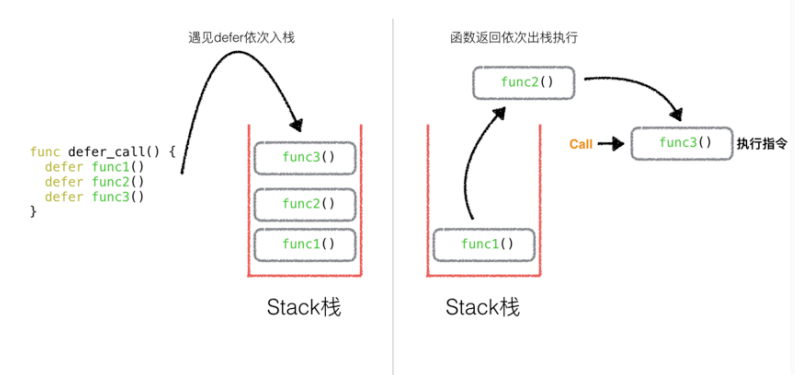 遇见defer依次入栈
func defer_call() {
defer func1()
defer func2()
defer func3()
}
func3()
func2()
func1()
Stack栈
函数返回依次出栈执行
func2()
Call
func3()
执行指令
func1()
Stack栈